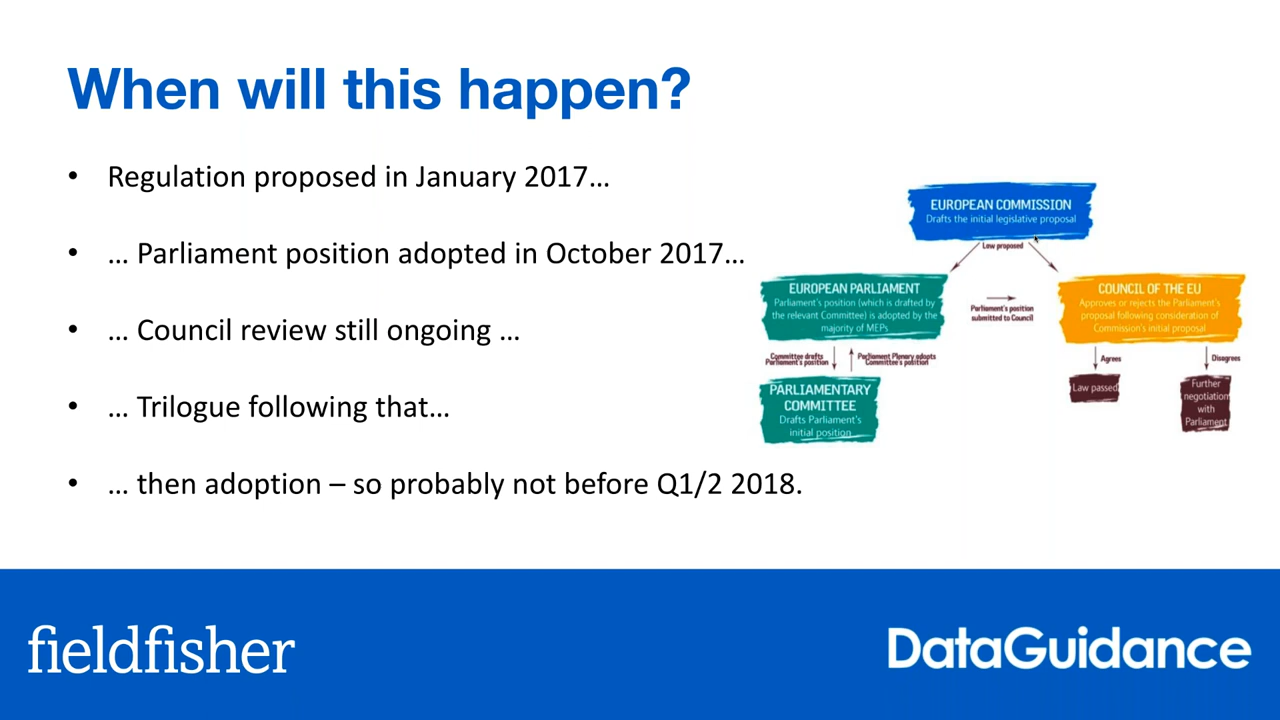 When will this happen?
• Regulation proposed in January 2017…
• … Parliament position adopted in October 2017…
• … Council review still ongoing …
• … Trilogue following that…
• … then adoption – so probably not before Q1/2 2018.
EUROPEAN COMMISSION
Drafts the initial legislative proposal
Law proposed
EUROPEAN PARLIAMENT
Parliament's position (which is drafted by
the relevant Committee) is adopted by the
majority of MEPs
Parliament's position
submitted to Council
COUNCIL OF THE EU
Approves or rejects the Parliament's
proposal following consideration of
Commission's initial proposal
Committee drafts
Parliament's position
Parliament Plenary adopts
Committee's position
Agrees
Disagrees
PARLIAMENTARY
COMMITTEE
Drafts Parliament's
initial position
Law passed
Further
negotiation
with
Parliament
fieldfisher
DataGuidance